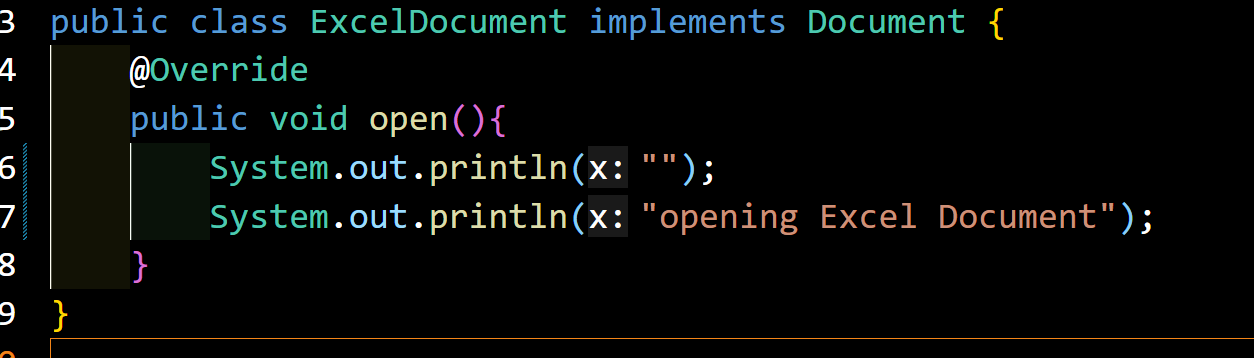 3 public class ExcelDocument implements Document {
4 @Override
5 public void open(){
6 System.out.println(x: "");
7 System.out.println(x: "opening Excel Document");
8 }
9 }